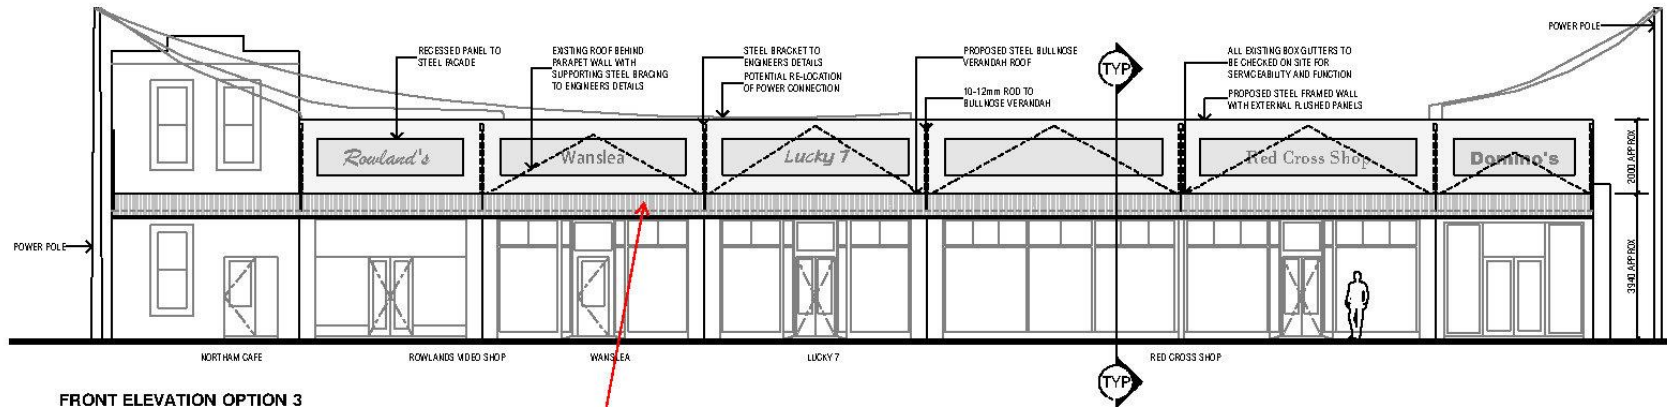 POWER POLE
RECESSED PANEL TO
STEEL FACADE
EXISTING ROOF BEHIND
PARAPET WALL WITH
SUPPORTING STEEL BRACING
TO ENGINEERS DETAILS
STEEL BRACKET TO
ENGINEERS DETAILS
POTENTIAL RE-LOCATION
OF POWER CONNECTION
PROPOSED STEEL BULLNOSE
VERANDAH ROOF
10-12mm ROD TO
BULLNOSE VERANDAH
TYP
ALL EXISTING BOX GUTTERS TO
BE CHECKED ON SITE FOR
SERVICEABILITY AND FUNCTION
PROPOSED STEEL FRAMED WALL
WITH EXTERNAL FLUSHED PANELS
Rowland's
Wanslea
Lucky 7
Red Cross Shop
Domino's
2000 APPROX
POWER POLE
3940 APPROX
NORTHAM CAFE
ROWLANDS VIDEO SHOP
WANSLEA
LUCKY 7
RED CROSS SHOP
TYP
FRONT ELEVATION OPTION 3